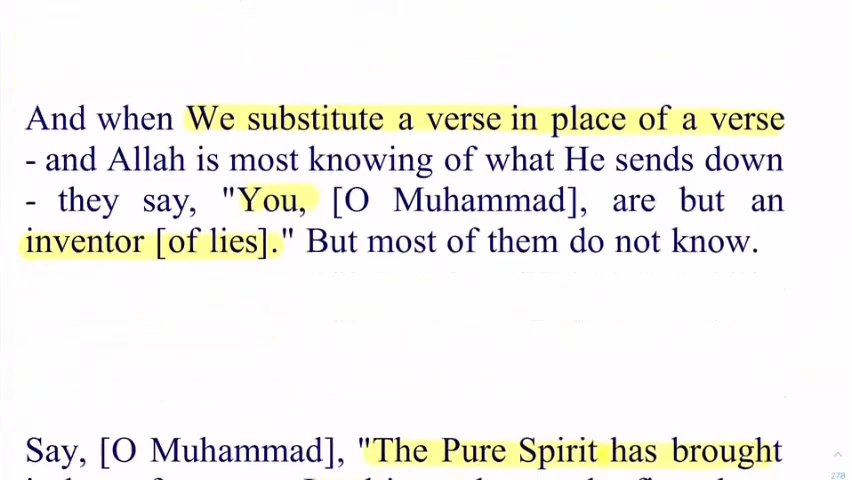 And when We substitute a verse in place of a verse
- and Allah is most knowing of what He sends down
- they say, "You, [O Muhammad], are but an
inventor [of lies]." But most of them do not know.
Say, [O Muhammad], "The Pure Spirit has brought
278